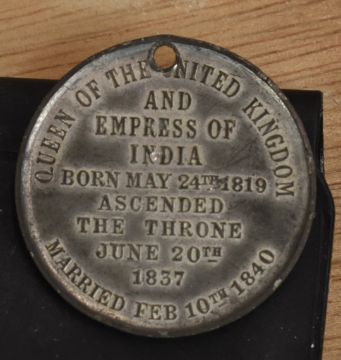 QUEEN OF THE UNITED KINGDOM
AND
EMPRESS OF
INDIA
BORN MAY 24TH 1819
ASCENDED
THE THRONE
JUNE 20TH
1837
MARRIED FEB 10TH 1840